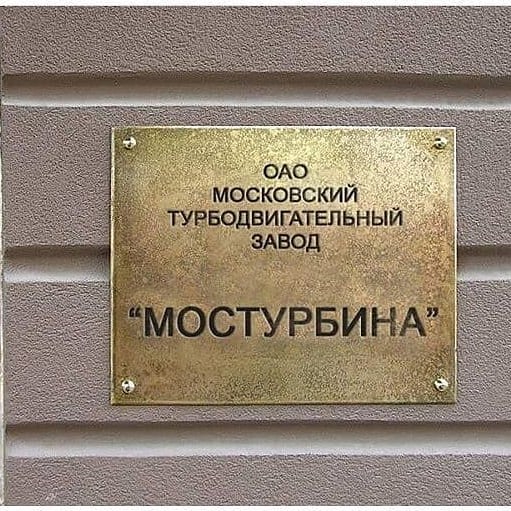 ОАО
МОСКОВСКИЙ
ТУРБОДВИГАТЕЛЬНЫЙ
ЗАВОД
“МОСТУРБИНА”